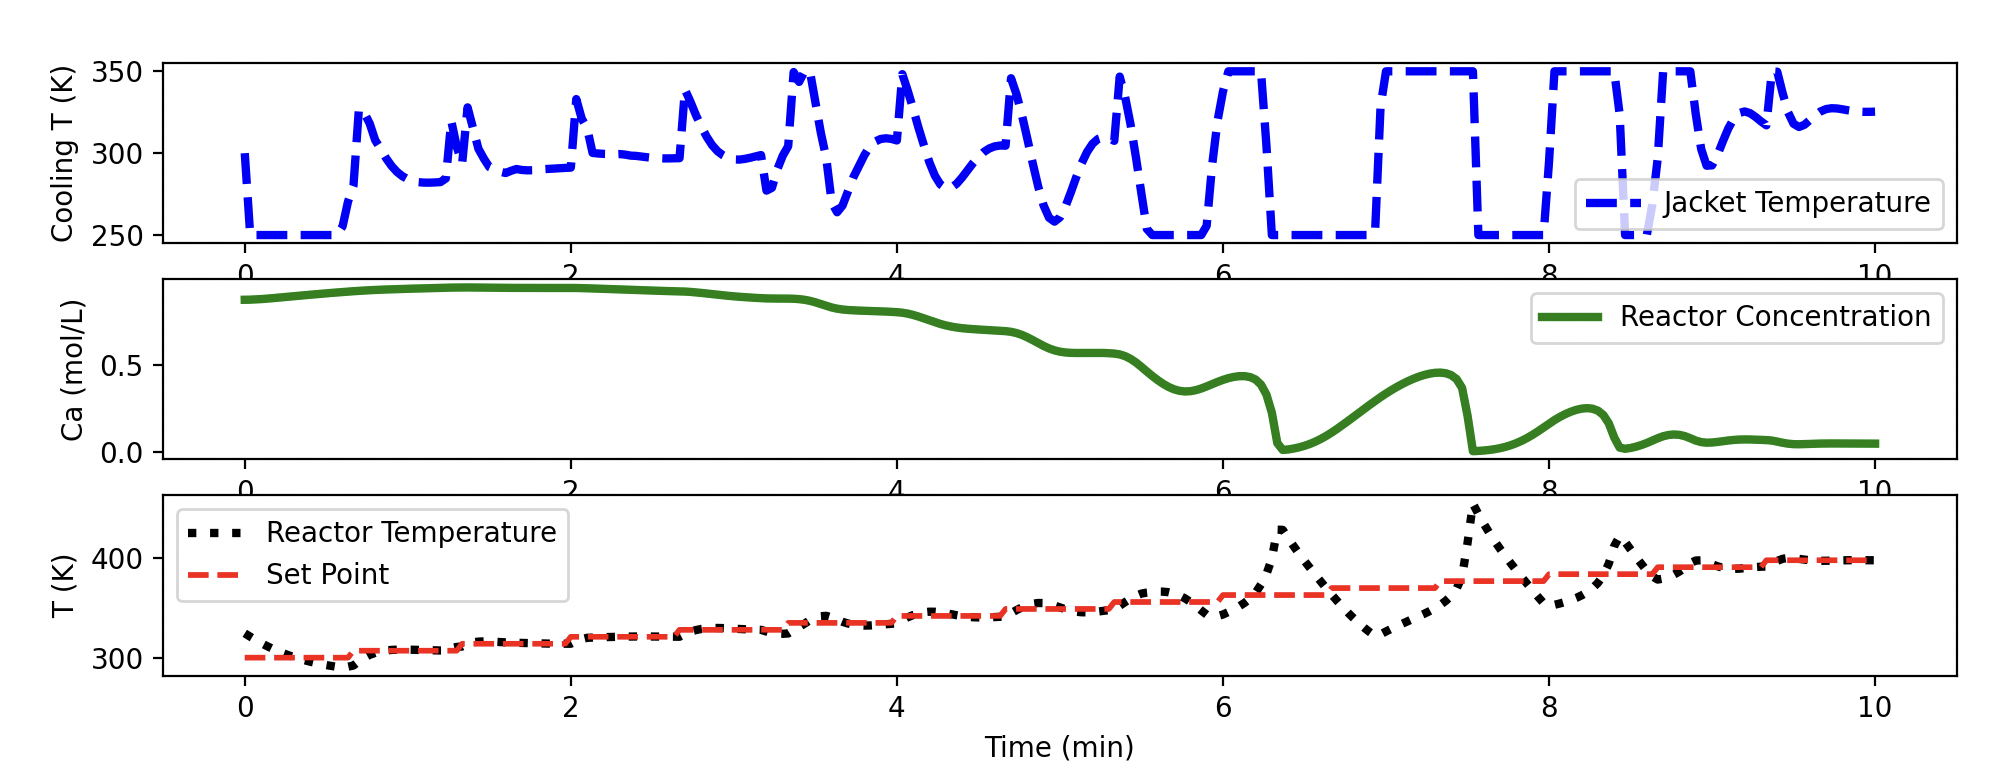 Cooling T (K)
350
300
250
Jacket Temperature
0 2 4 6 8 10
Ca (mol/L)
0.5
0.0
Reactor Concentration
0 2 4 6 8 10
T (K)
400
300
Reactor Temperature
Set Point
0 2 4 6 8 10
Time (min)